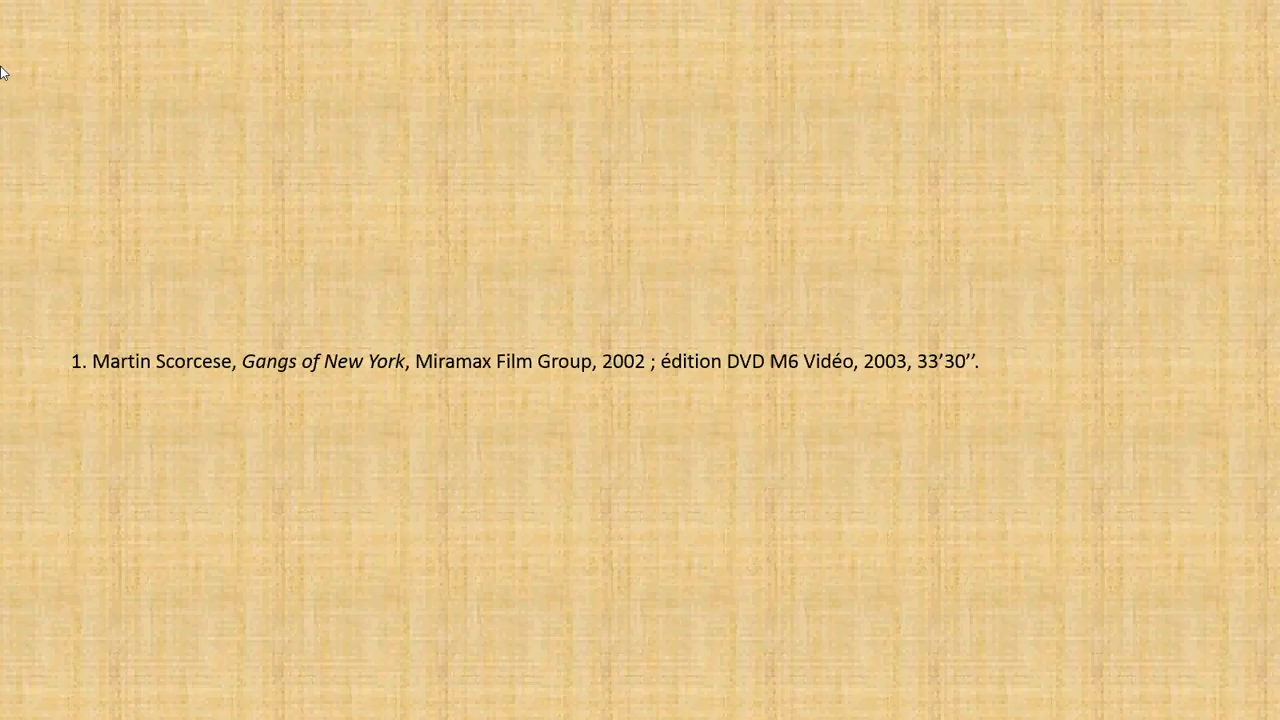 1. Martin Scorcese, Gangs of New York, Miramax Film Group, 2002 ; édition DVD M6 Vidéo, 2003, 33’30’’.